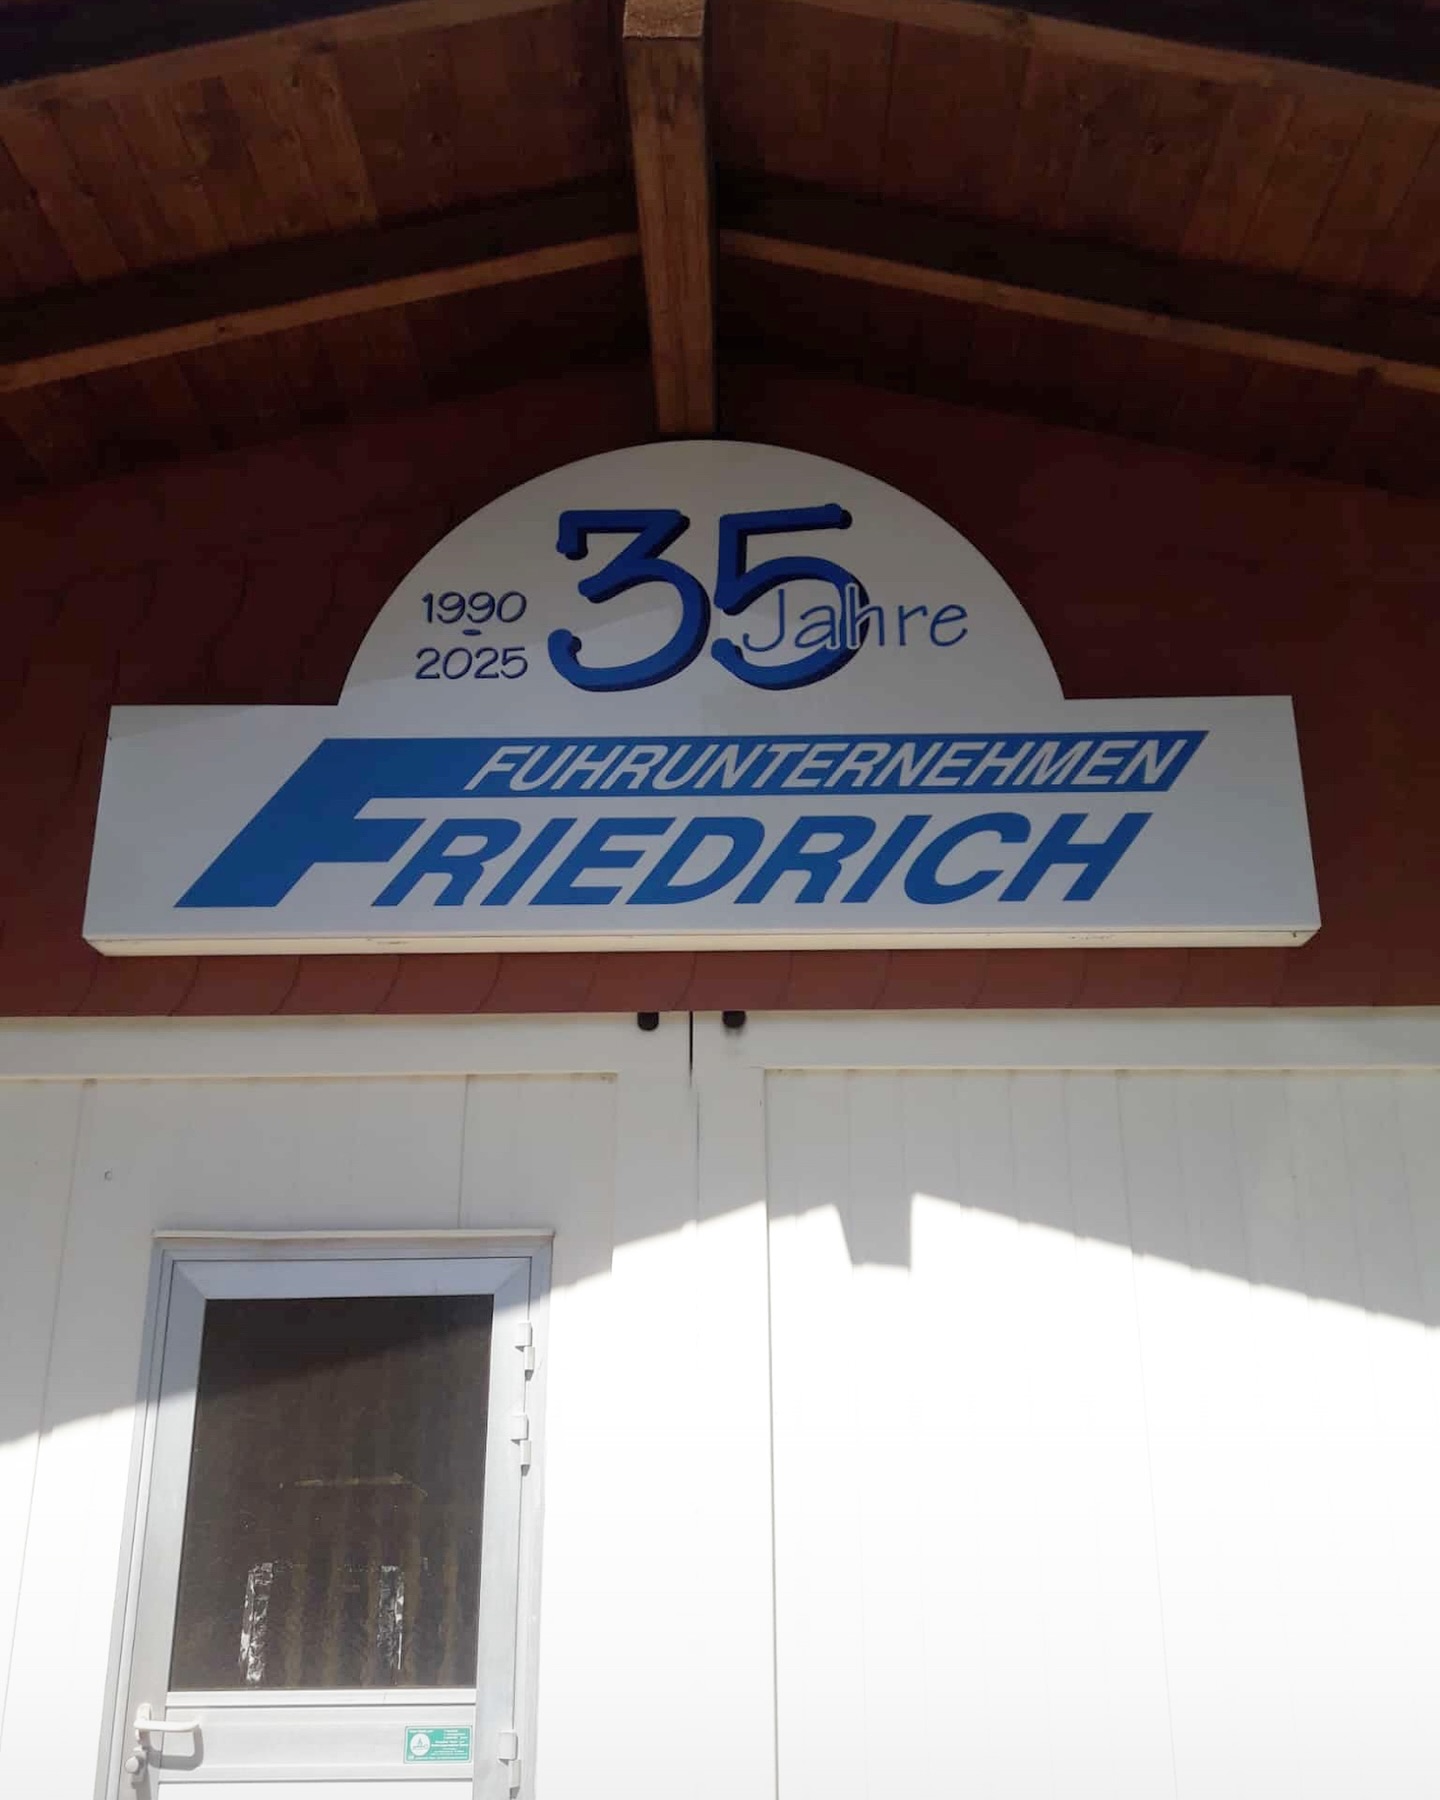 1990
-
2025
35
Jahre
FUHRUNTERNEHMEN
FRIEDRICH